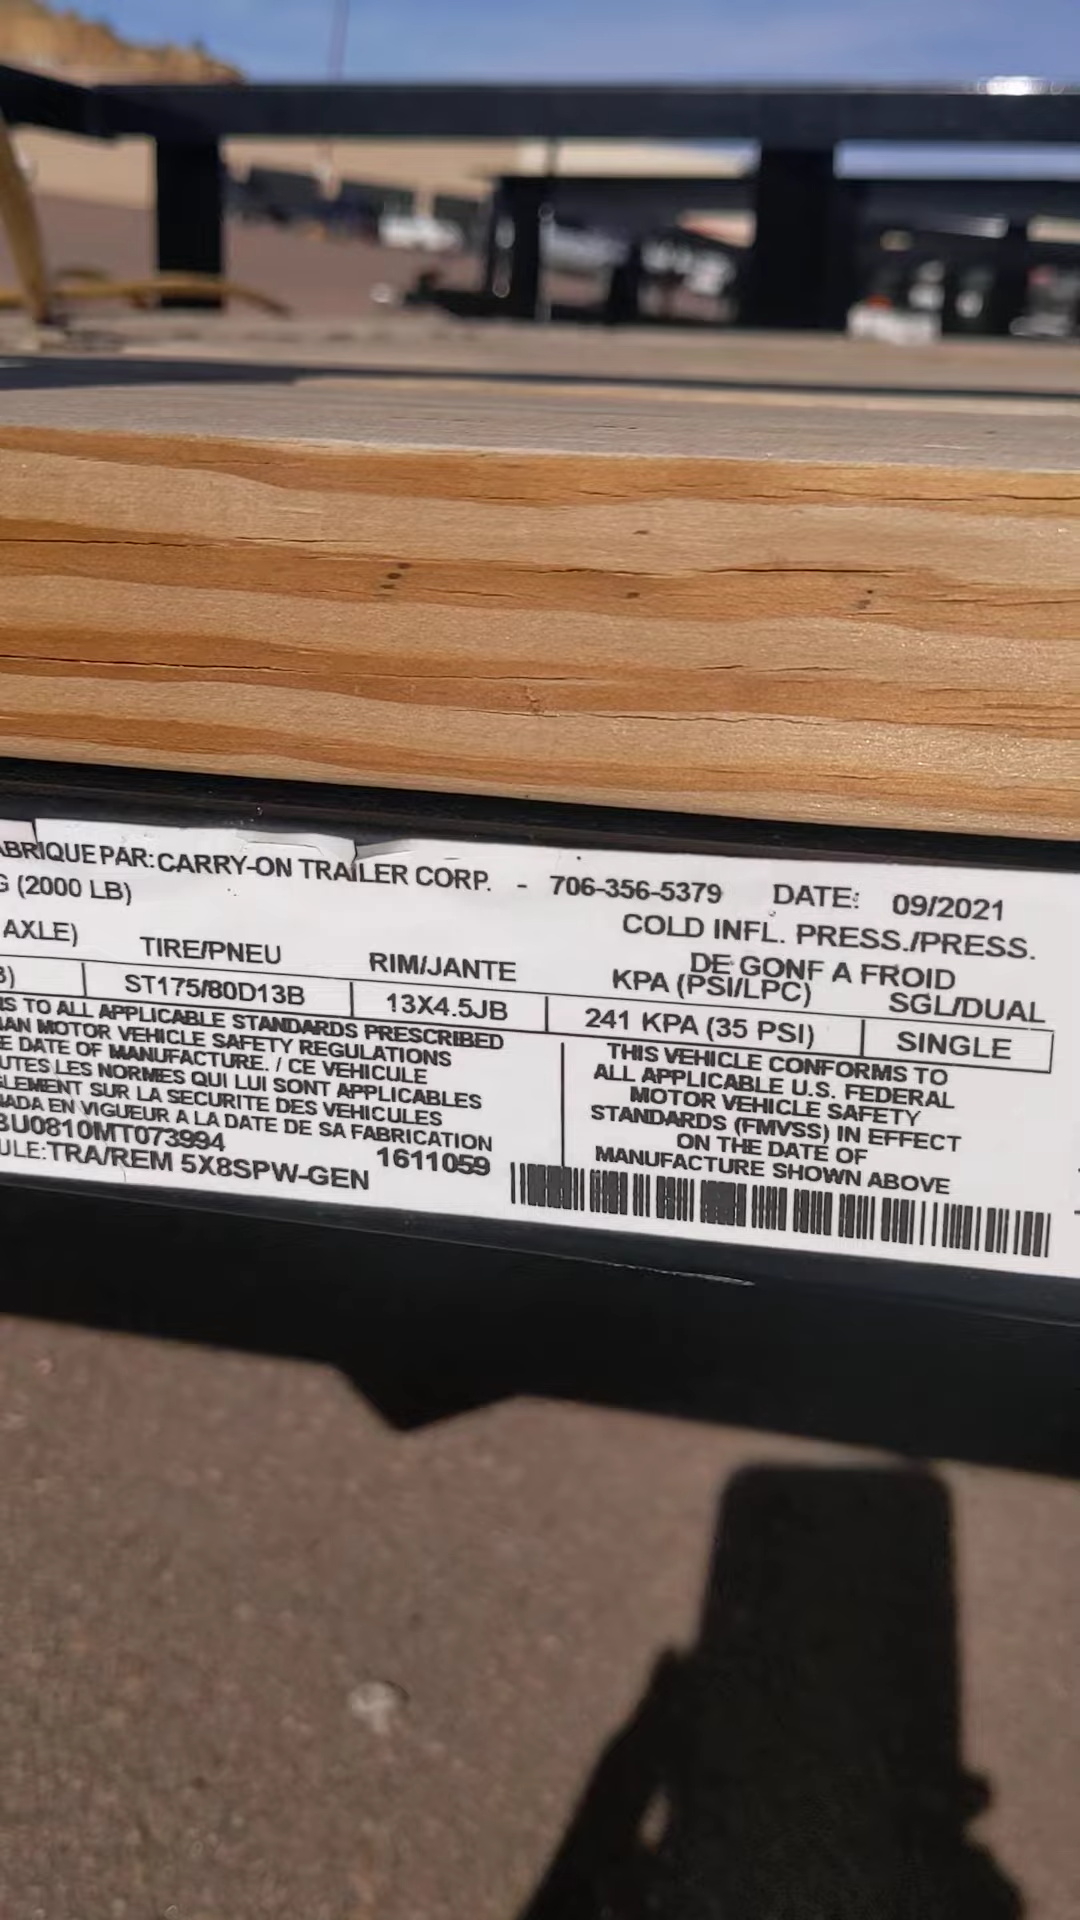 ABRIQUE PAR: CARRY-ON TRAILER CORP. - 706-356-5379 DATE: 09/2021
G (2000 LB)
COLD INFL. PRESS./PRESS.
DE GONF A FROID
AXLE) TIRE/PNEU RIM/JANTE KPA (PSI/LPC) SGL/DUAL
B) ST175/80D13B 13X4.5JB 241 KPA (35 PSI) SINGLE
MS TO ALL APPLICABLE STANDARDS PRESCRIBED
IAN MOTOR VEHICLE SAFETY REGULATIONS
E DATE OF MANUFACTURE. / CE VEHICULE
UTES LES NORMES QUI LUI SONT APPLICABLES
GLEMENT SUR LA SECURITE DES VEHICULES
NADA EN VIGUEUR A LA DATE DE SA FABRICATION
BU0810MT073994
1611059
ULE: TRA/REM 5X8SPW-GEN
THIS VEHICLE CONFORMS TO
ALL APPLICABLE U.S. FEDERAL
MOTOR VEHICLE SAFETY
STANDARDS (FMVSS) IN EFFECT
ON THE DATE OF
MANUFACTURE SHOWN ABOVE